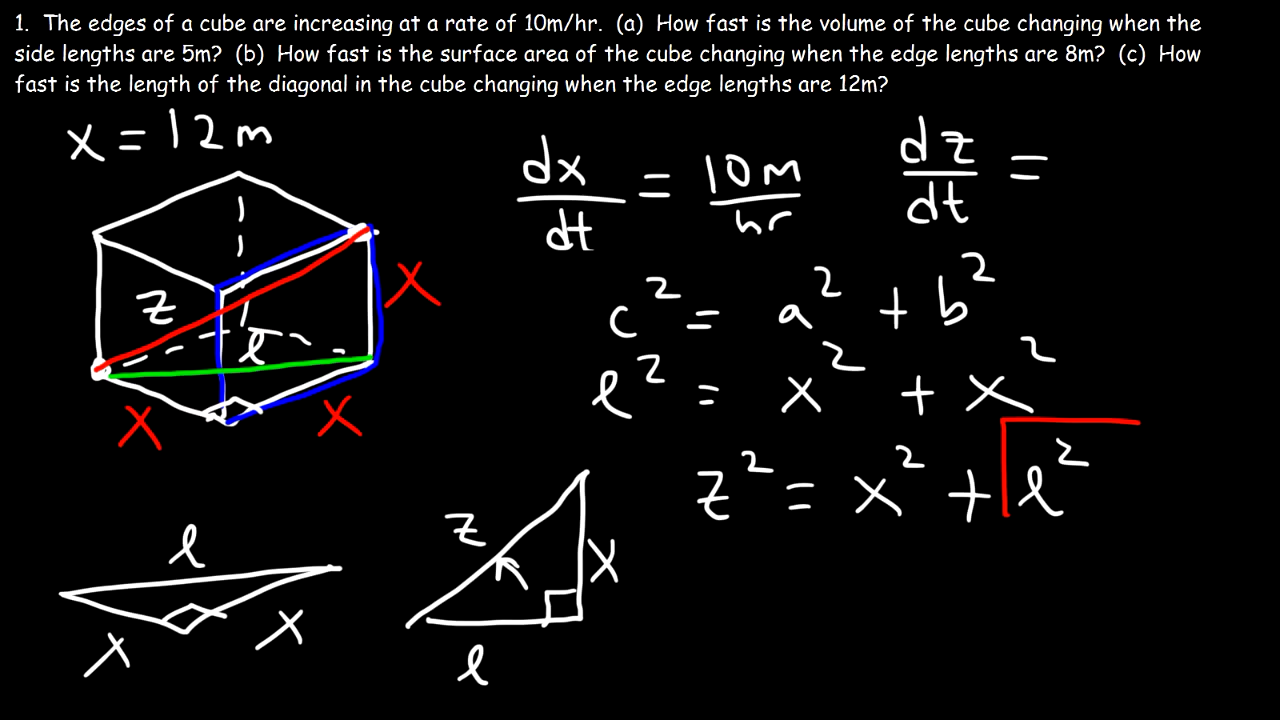 1. The edges of a cube are increasing at a rate of 10m/hr. (a) How fast is the volume of the cube changing when the
side lengths are 5m? (b) How fast is the surface area of the cube changing when the edge lengths are 8m? (c) How
fast is the length of the diagonal in the cube changing when the edge lengths are 12m?
x = 12m
dx/dt = 10m/hr
dz/dt =
z
x
l
x
x
c² = a² + b²
l² = x² + x²
z² = x² + l²
l
x
x
z
x
l